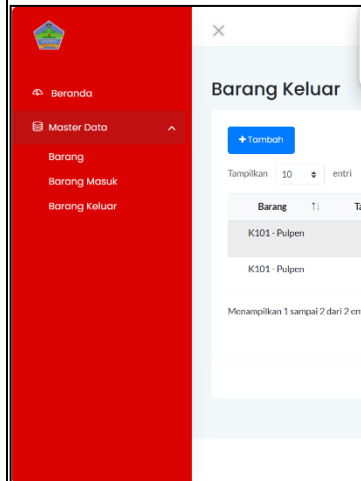 Beranda
Master Data
Barang
Barang Masuk
Barang Keluar
Barang Keluar
+ Tambah
Tampilkan 10 entri
Barang
K101 - Pulpen
K101 - Pulpen
Menampilkan 1 sampai 2 dari 2